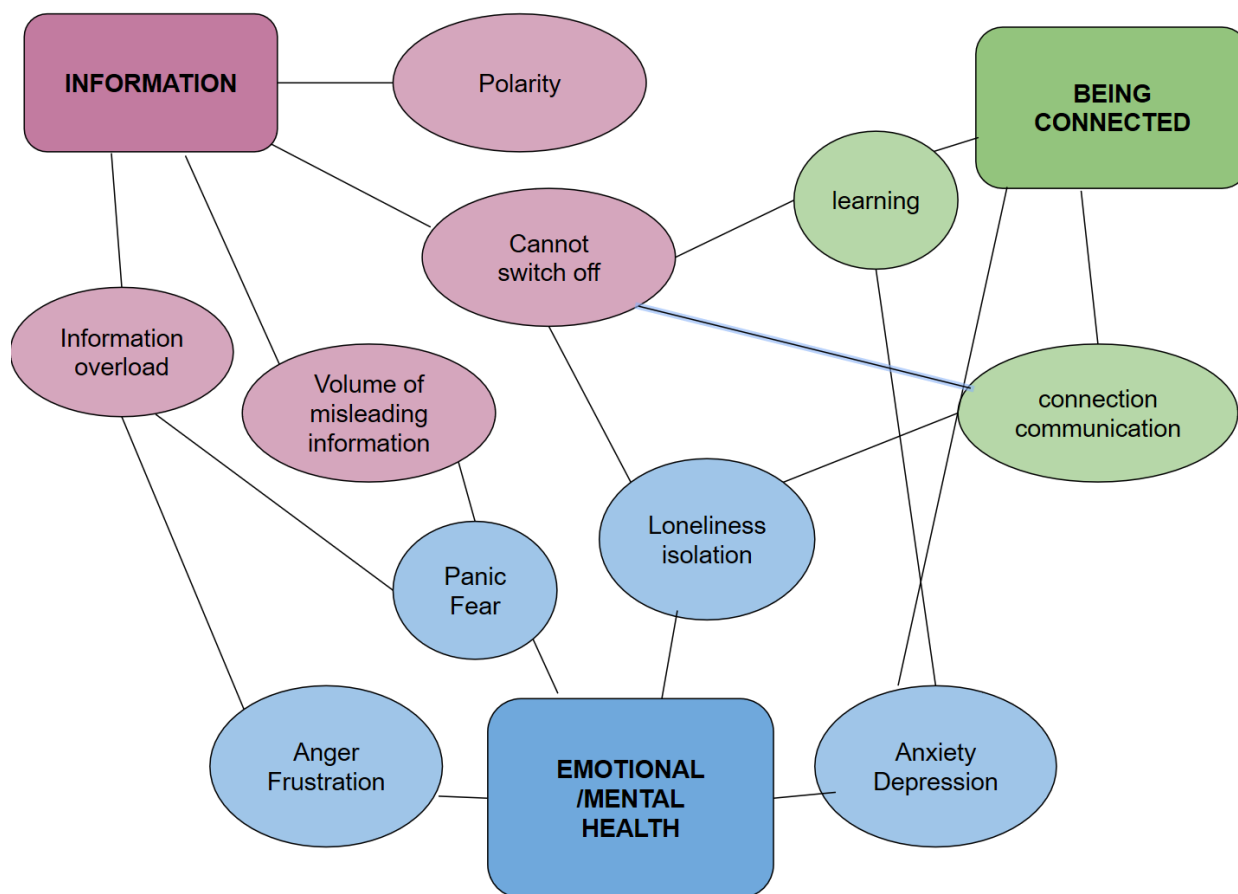 INFORMATION
Polarity
BEING
CONNECTED
learning
Cannot
switch off
Information
overload
Volume of
misleading
information
connection
communication
Loneliness
isolation
Panic
Fear
Anger
Frustration
EMOTIONAL
/MENTAL
HEALTH
Anxiety
Depression